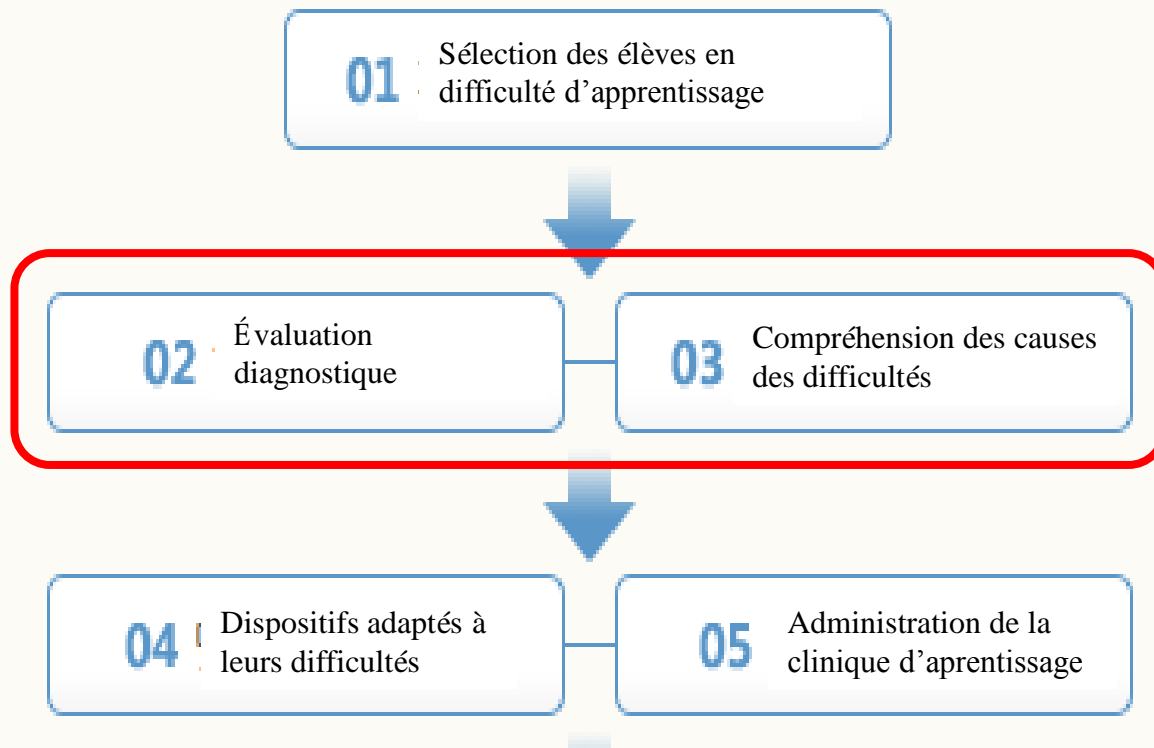 01 Sélection des élèves en
difficulté d'apprentissage
02 Évaluation
diagnostique
03 Compréhension des causes
des difficultés
04 Dispositifs adaptés à
leurs difficultés
05 Administration de la
clinique d'aprentissage